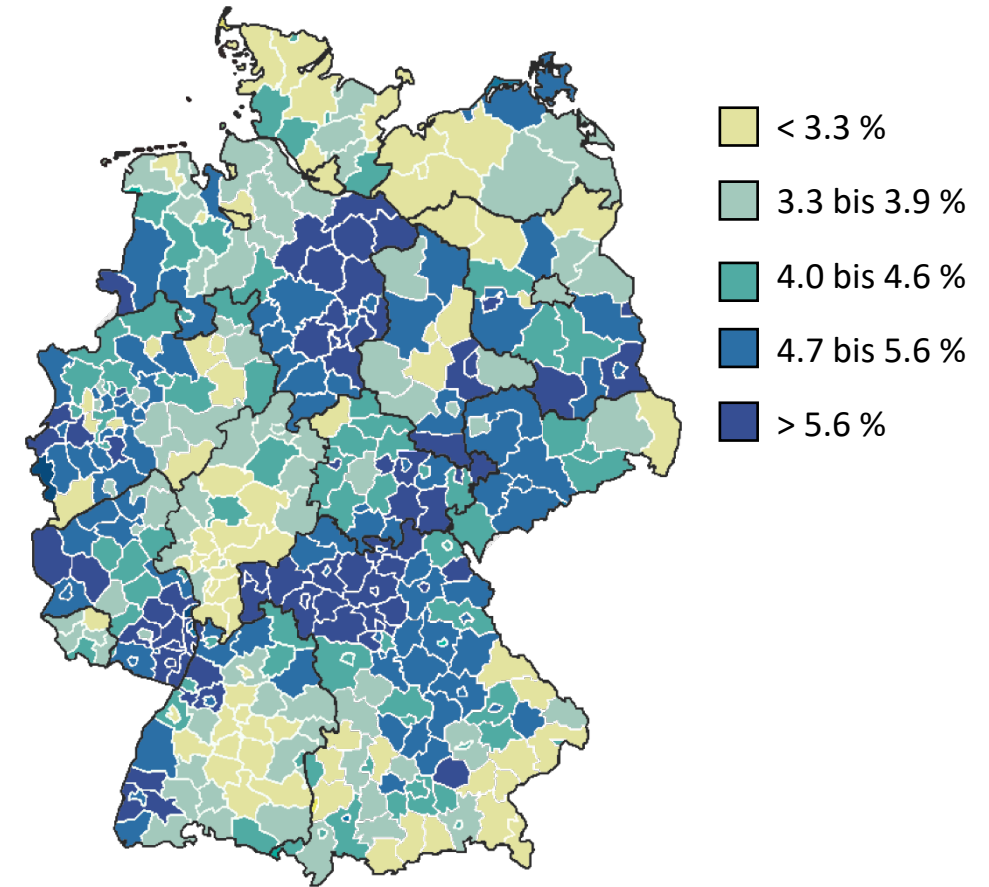 < 3.3 %
3.3 bis 3.9 %
4.0 bis 4.6 %
4.7 bis 5.6 %
> 5.6 %